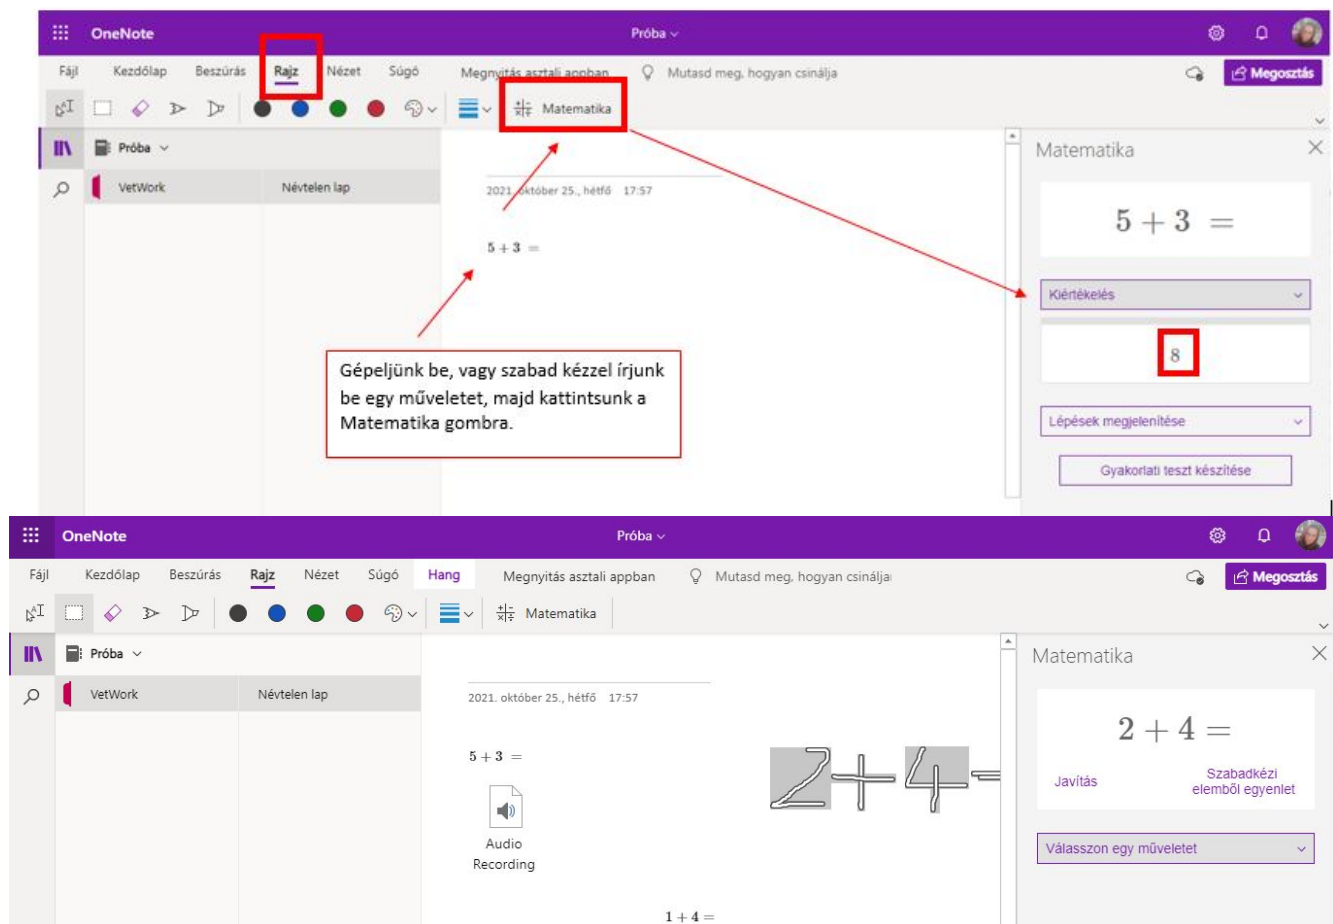 OneNote
Próba
Fájl Kezdőlap Beszúrás Rajz Nézet Súgó Megnyitás asztali appban Mutasd meg, hogyan csinálja Megosztás
Matematika
Próba
Matematika
VetWork Névtelen lap
2021. október 25., hétfő 17:57
5 + 3 =
5 + 3 =
Kiértékelés
8
Gépeljünk be, vagy szabad kézzel írjunk
be egy műveletet, majd kattintsunk a
Matematika gombra.
Lépések megjelenítése
Gyakorlati teszt készítése
OneNote
Próba
Fájl Kezdőlap Beszúrás Rajz Nézet Súgó Hang Megnyitás asztali appban Mutasd meg, hogyan csinálja Megosztás
Matematika
Próba
Matematika
VetWork Névtelen lap
2021. október 25., hétfő 17:57
5 + 3 =
2+4=
2 + 4 =
Javítás
Szabadkézi
elemből egyenlet
Audio
Recording
Válasszon egy műveletet
1 + 4 =